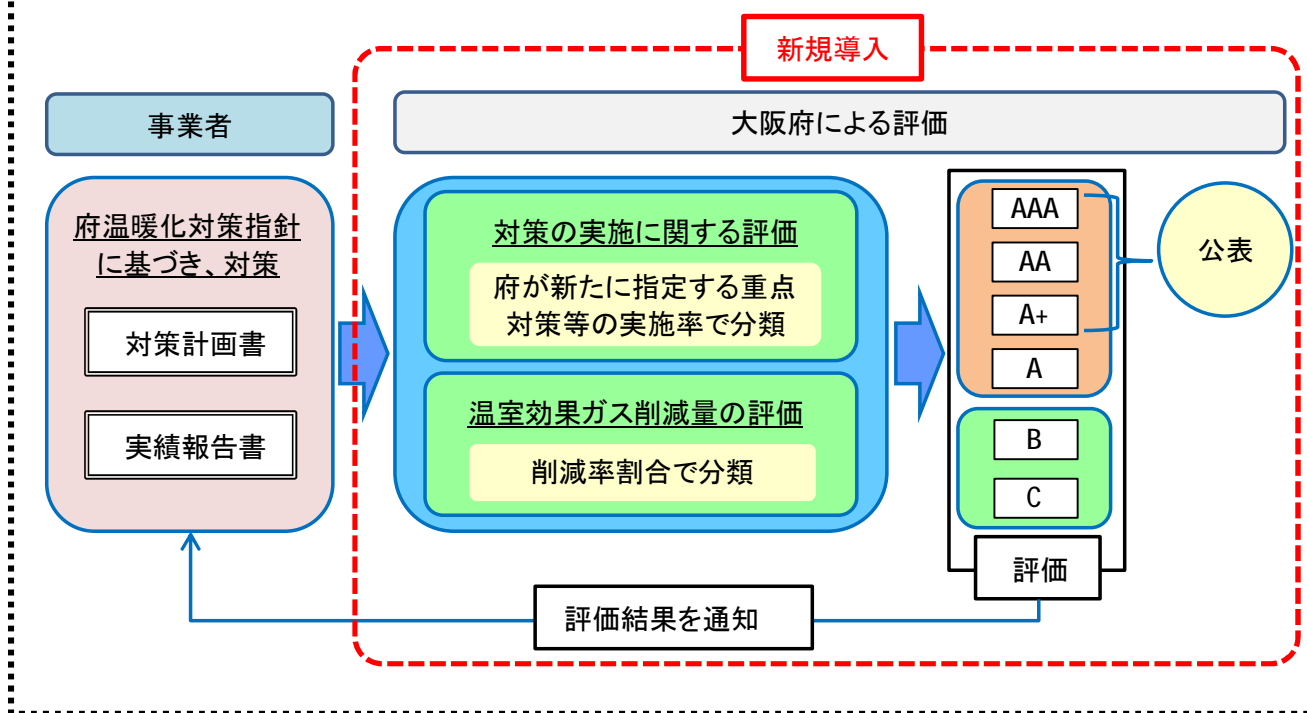 新規導入
事業者
大阪府による評価
府温暖化対策指針
に基づき、対策
対策計画書
実績報告書
対策の実施に関する評価
府が新たに指定する重点
対策等の実施率で分類
温室効果ガス削減量の評価
削減率割合で分類
AAA
AA
A+
A
B
C
評価
公表
評価結果を通知